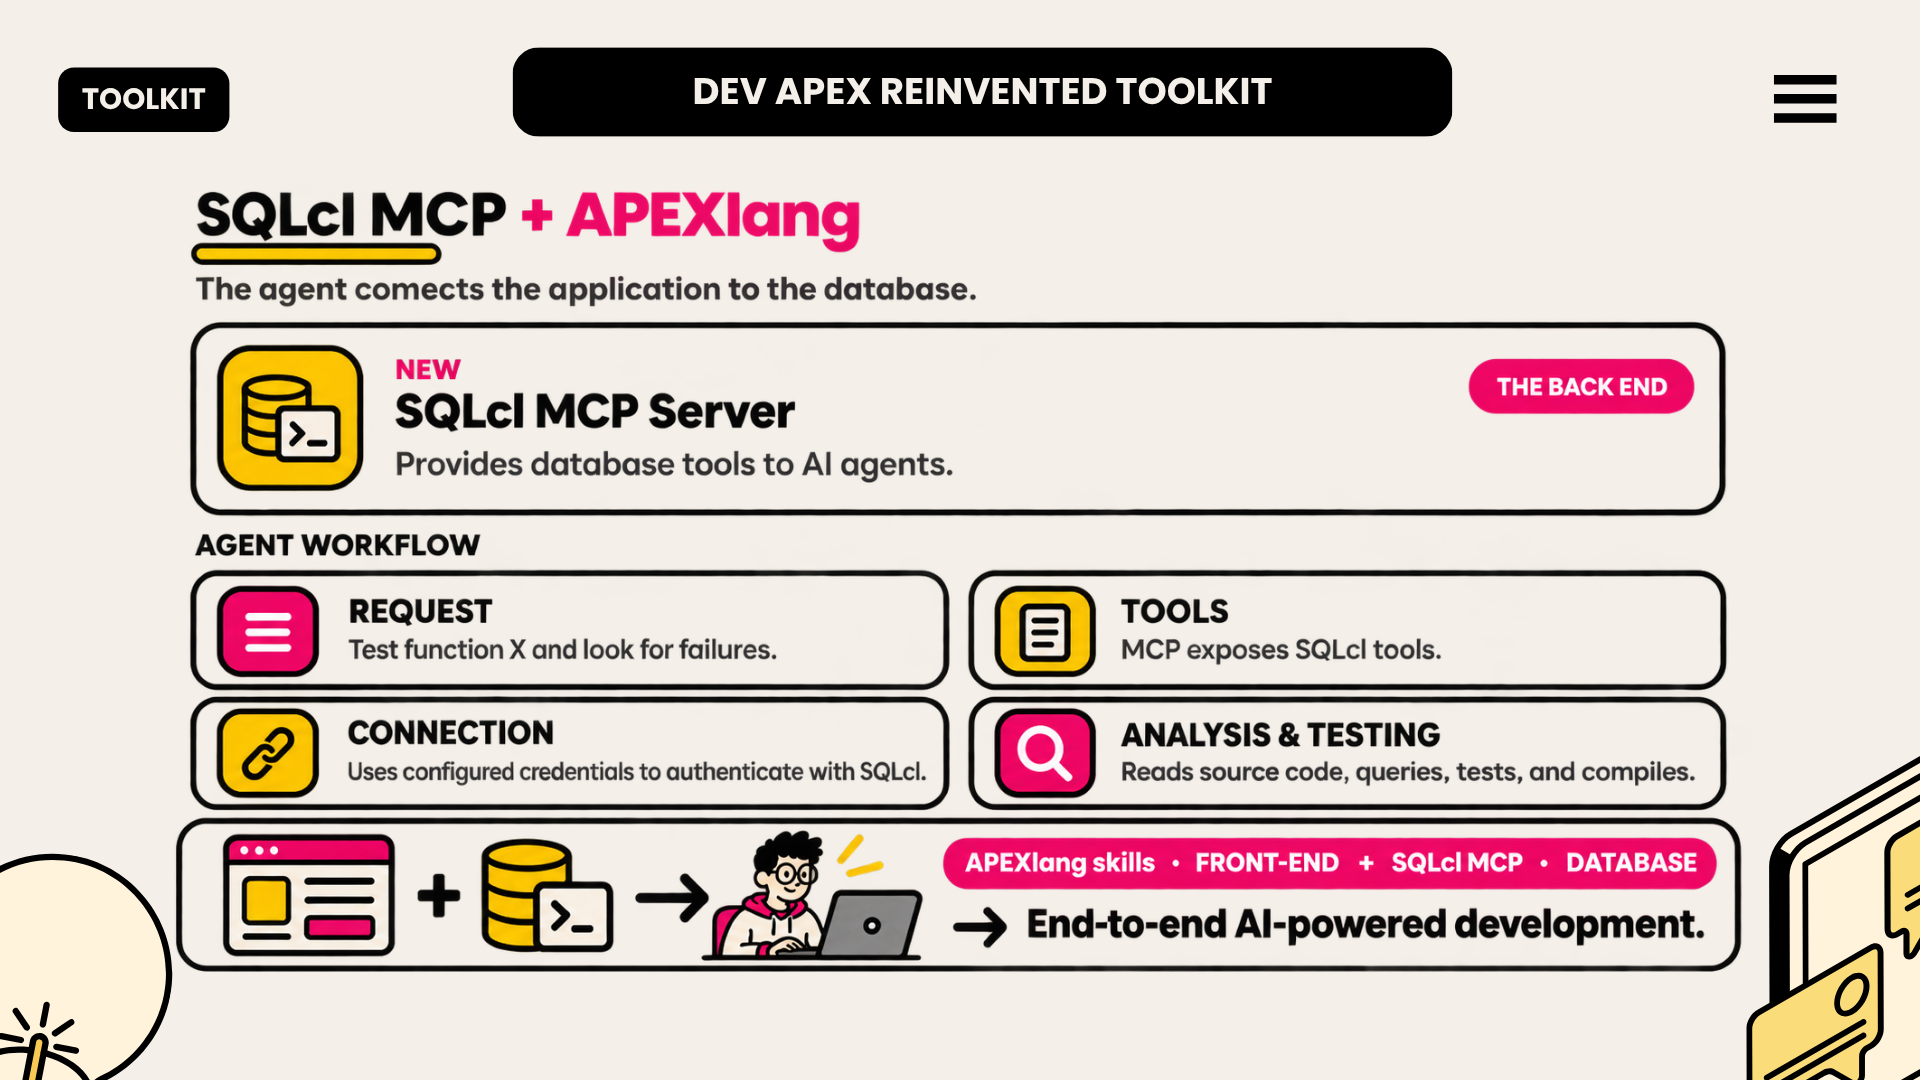 TOOLKIT
DEV APEX REINVENTED TOOLKIT
SQLcl MCP + APEXlang
The agent comects the application to the database.
NEW
SQLcl MCP Server
Provides database tools to AI agents.
THE BACK END
AGENT WORKFLOW
REQUEST
Test function X and look for failures.
TOOLS
MCP exposes SQLcl tools.
CONNECTION
Uses configured credentials to authenticate with SQLcl.
ANALYSIS & TESTING
Reads source code, queries, tests, and compiles.
APEXlang skills • FRONT-END + SQLcl MCP • DATABASE
→ End-to-end AI-powered development.